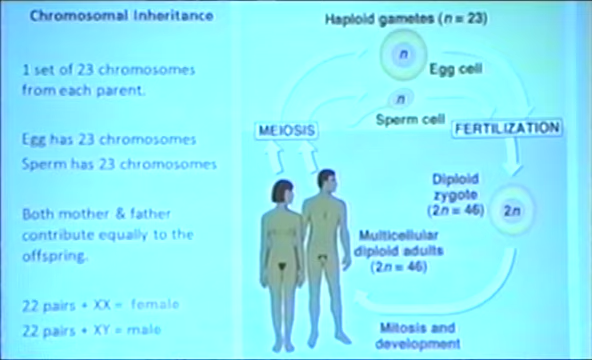 Chromosomal Inheritance
1 set of 23 chromosomes
from each parent.
Egg has 23 chromosomes
Sperm has 23 chromosomes
Both mother & father
contribute equally to the
offspring.
22 pairs + XX = female
22 pairs + XY = male
Haploid gametes (n = 23)
n
Egg cell
n
Sperm cell
MEIOSIS
FERTILIZATION
Diploid
zygote
(2n = 46)
2n
Multicellular
diploid adults
(2n = 46)
Mitosis and
development